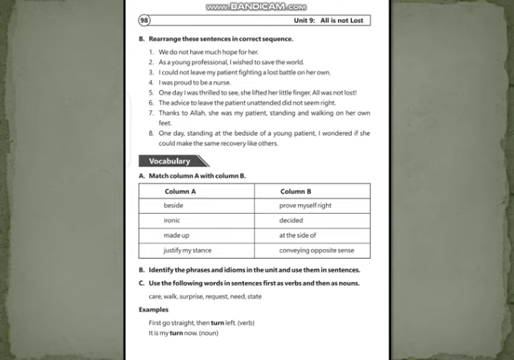 www.BANDICAM.com
98
Unit 9: All is not Lost
B. Rearrange these sentences in correct sequence.
1. We do not have much hope for her.
2. As a young professional, I wished to save the world.
3. I could not leave my patient fighting a lost battle on her own.
4. I was proud to be a nurse.
5. One day I was thrilled to see, she lifted her little finger. All was not lost!
6. The advice to leave the patient unattended did not seem right.
7. Thanks to Allah, she was my patient, standing and walking on her own
feet.
8. One day, standing at the bedside of a young patient, I wondered if she
could make the same recovery like others.
Vocabulary
A. Match column A with column B.
Column A Column B
beside prove myself right
ironic decided
made up at the side of
justify my stance conveying opposite sense
B. Identify the phrases and idioms in the unit and use them in sentences.
C. Use the following words in sentences first as verbs and then as nouns.
care, walk, surprise, request, need, state
Examples
First go straight, then turn left. (verb)
It is my turn now. (noun)